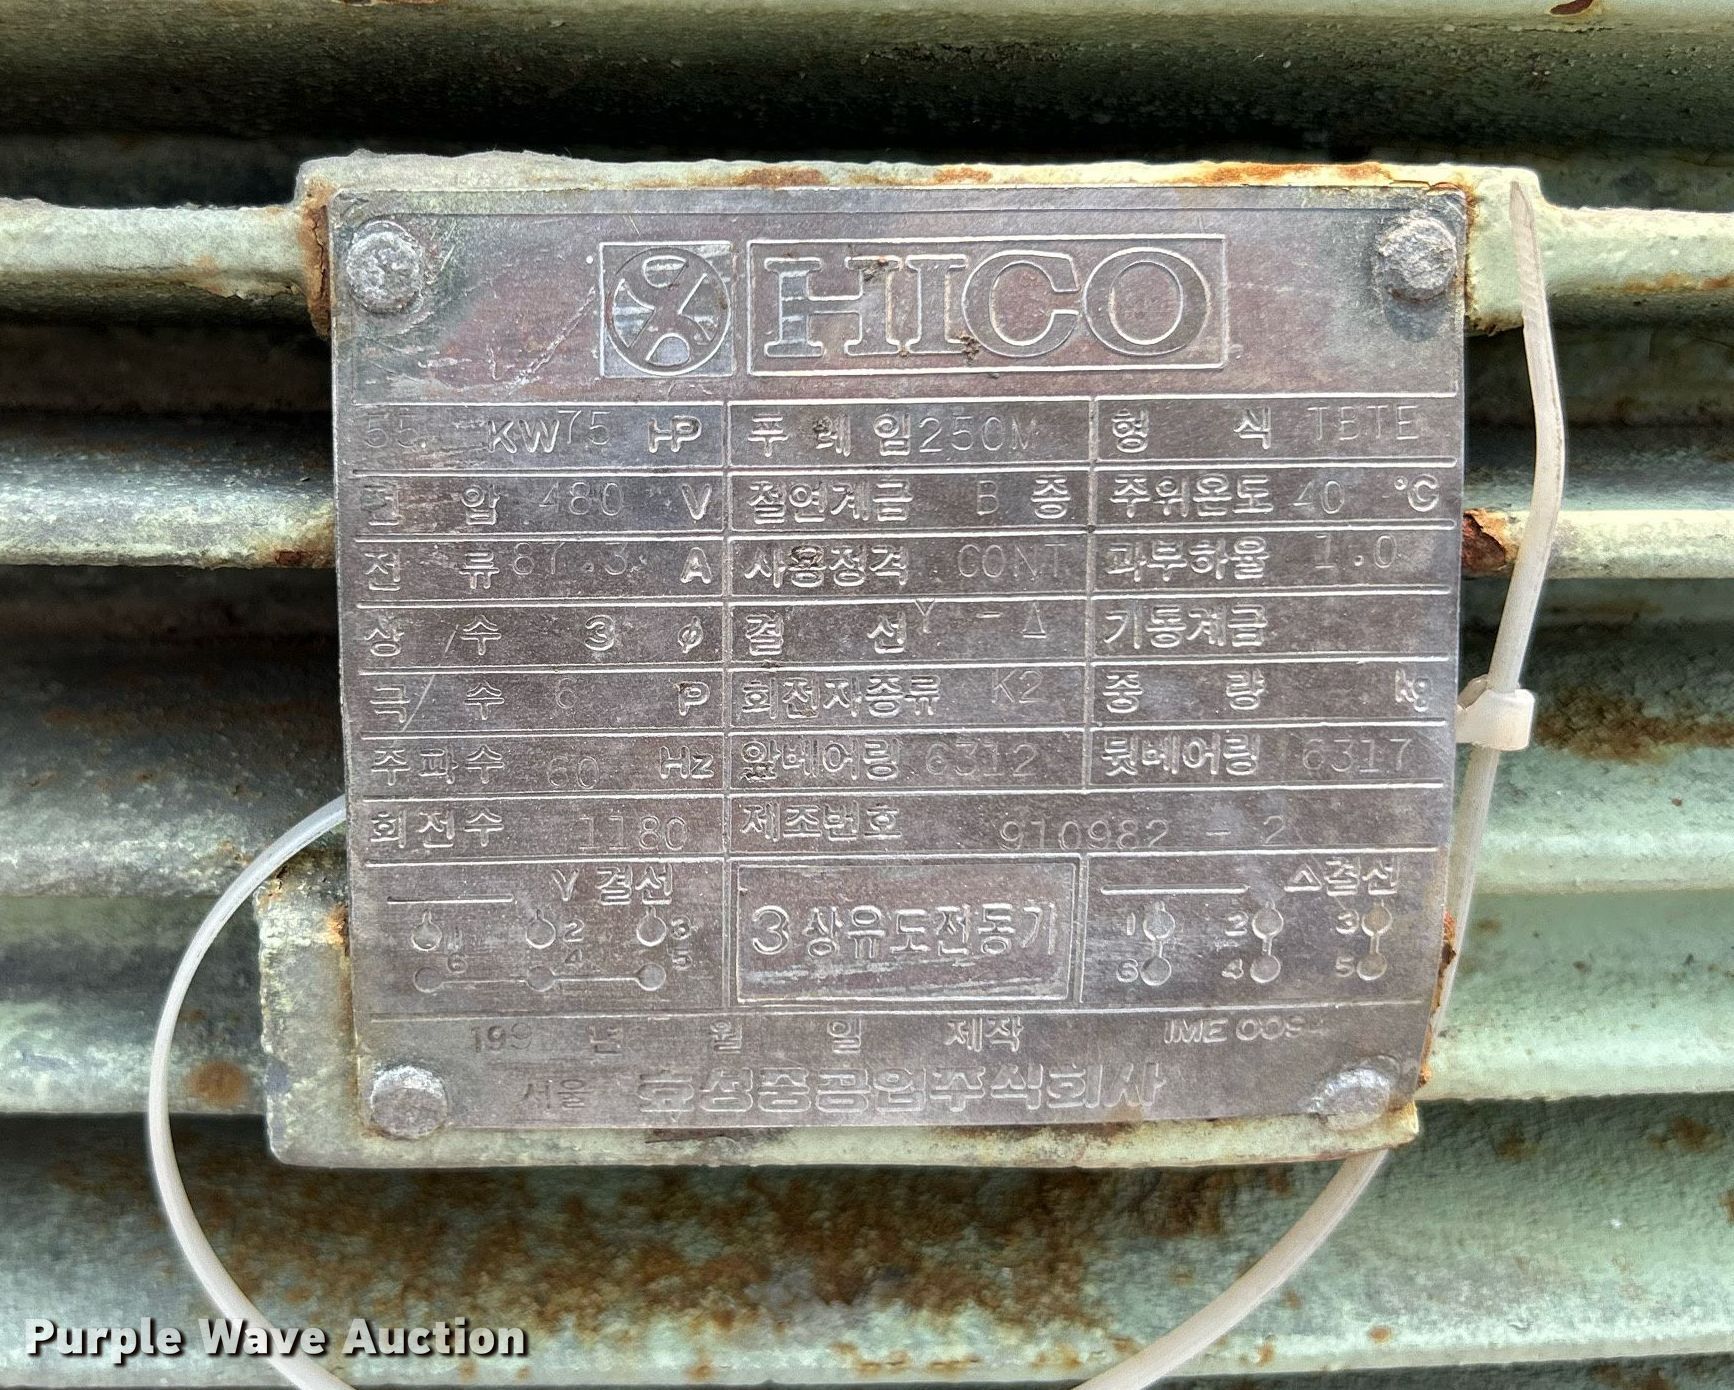 HICO
55 KW 75 HP 푸레임 250M 형식 TBTE
전압 480 V 절연계급 B 종 주위온도 40 °C
전류 87.3 A 사용정격 CONT 과부하율 1.0
상수 3 ø 결선 Y - Δ 기동계급
극수 6 P 회전자종류 K2 중량 kg
주파수 60 Hz 앞베어링 6312 뒷베어링 6317
회전수 1180 제조번호 910982 - 2
Y 결선 3상유도전동기 △결선
1 2 3
6 4 5
1 2 3
6 4 5
199 년 월 일 제작 IME 009
서울 효성중공업주식회사
Purple Wave Auction